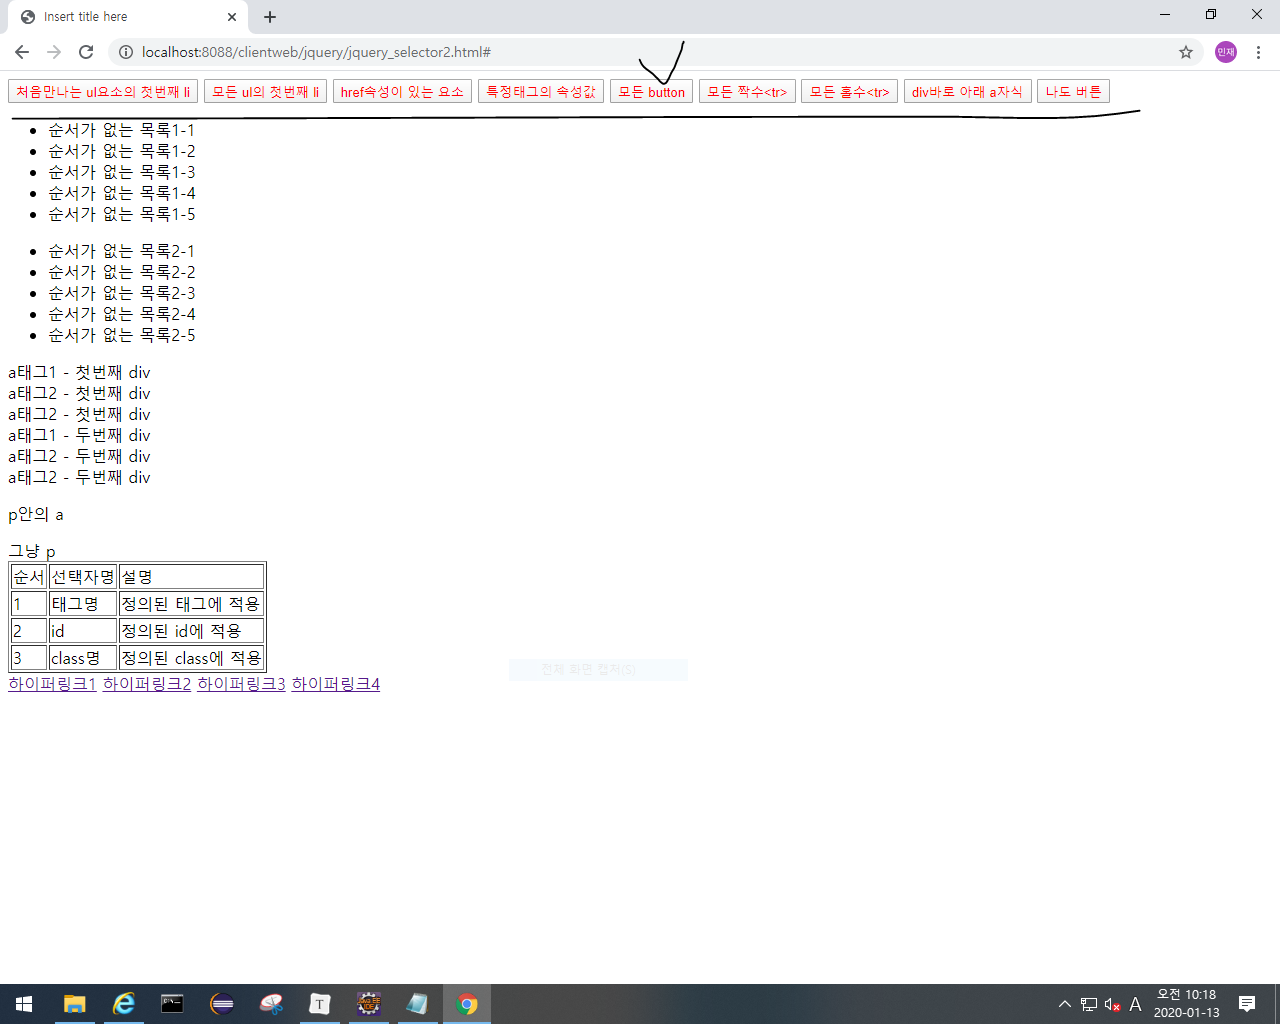 Insert title here
localhost:8088/clientweb/jquery/jquery_selector2.html#
민재
처음만나는 ul요소의 첫번째 li 모든 ul의 첫번째 li href속성이 있는 요소 특정태그의 속성값 모든 button 모든 짝수<tr> 모든 홀수<tr> div바로 아래 a자식 나도 버튼
순서가 없는 목록1-1
순서가 없는 목록1-2
순서가 없는 목록1-3
순서가 없는 목록1-4
순서가 없는 목록1-5
순서가 없는 목록2-1
순서가 없는 목록2-2
순서가 없는 목록2-3
순서가 없는 목록2-4
순서가 없는 목록2-5
a태그1 - 첫번째 div
a태그2 - 첫번째 div
a태그2 - 첫번째 div
a태그1 - 두번째 div
a태그2 - 두번째 div
a태그2 - 두번째 div
p안의 a
그냥 p
순서 선택자명 설명
1 태그명 정의된 태그에 적용
2 id 정의된 id에 적용
3 class명 정의된 class에 적용
전체 화면 캡처(S)
하이퍼링크1 하이퍼링크2 하이퍼링크3 하이퍼링크4
T
A
오전 10:18
2020-01-13